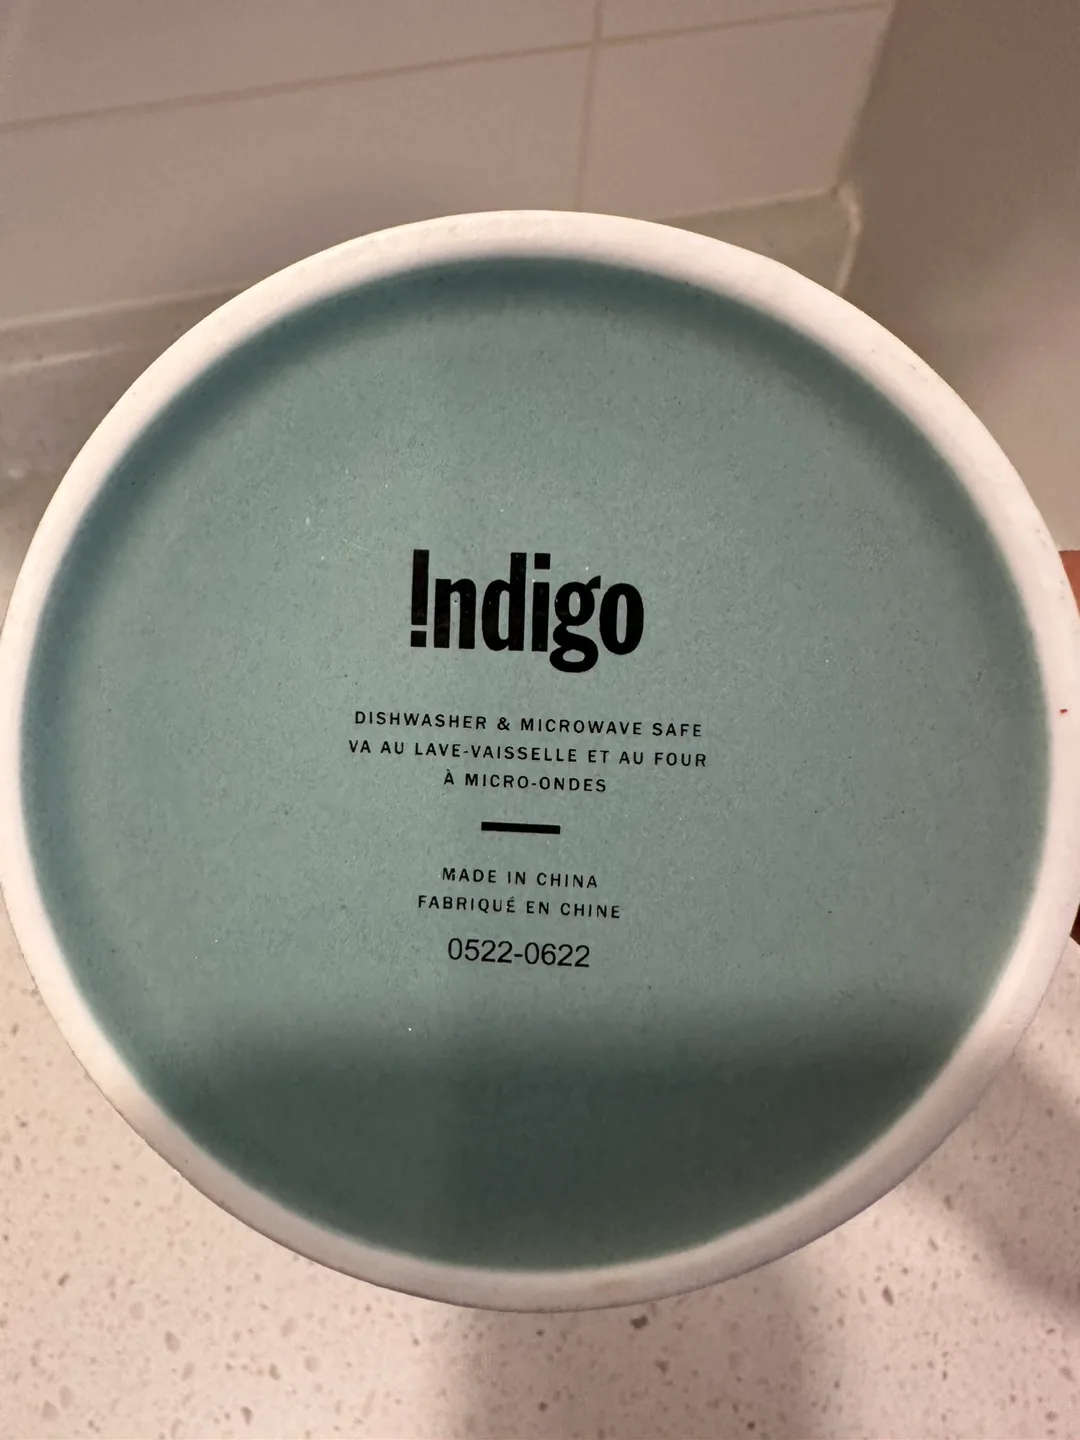 !ndigo
DISHWASHER & MICROWAVE SAFE
VA AU LAVE-VAISSELLE ET AU FOUR
À MICRO-ONDES
MADE IN CHINA
FABRIQUÉ EN CHINE
0522-0622